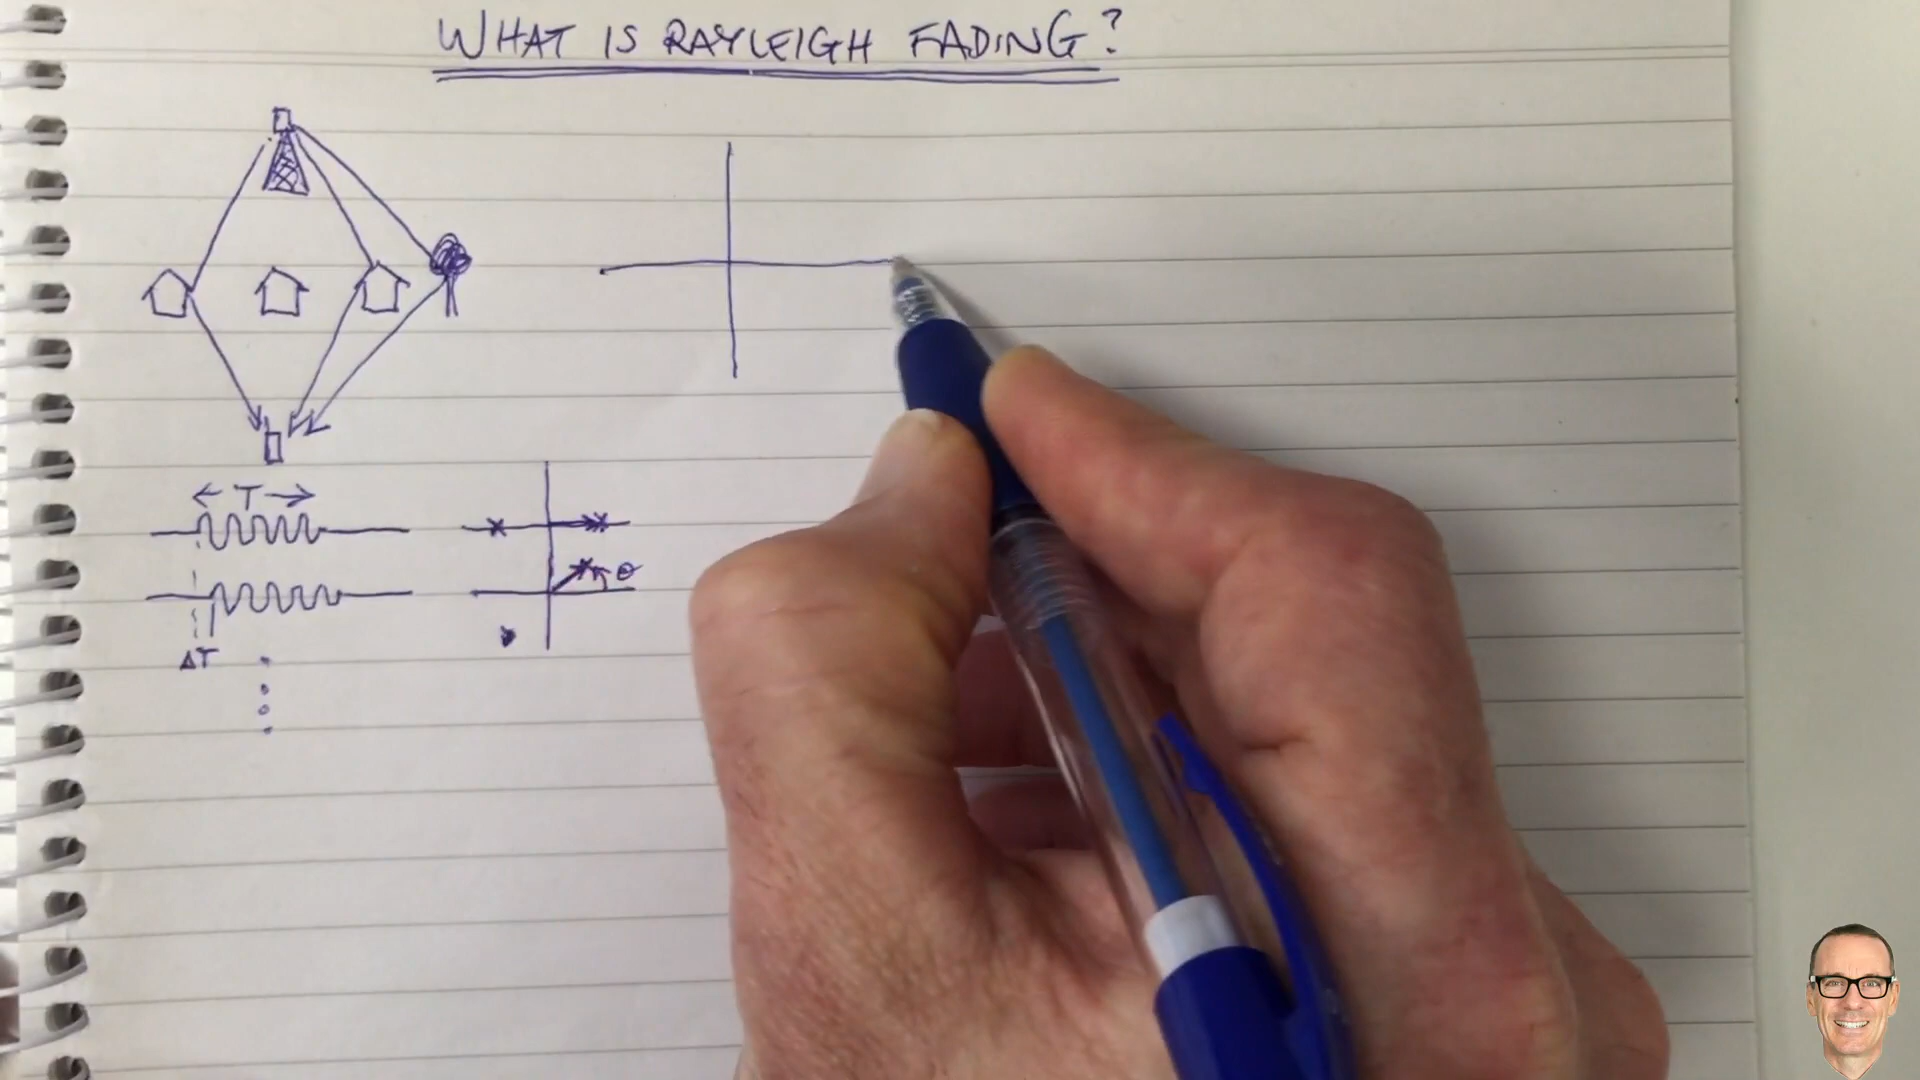 WHAT IS RAYLEIGH FADING?
T
θ
ΔT